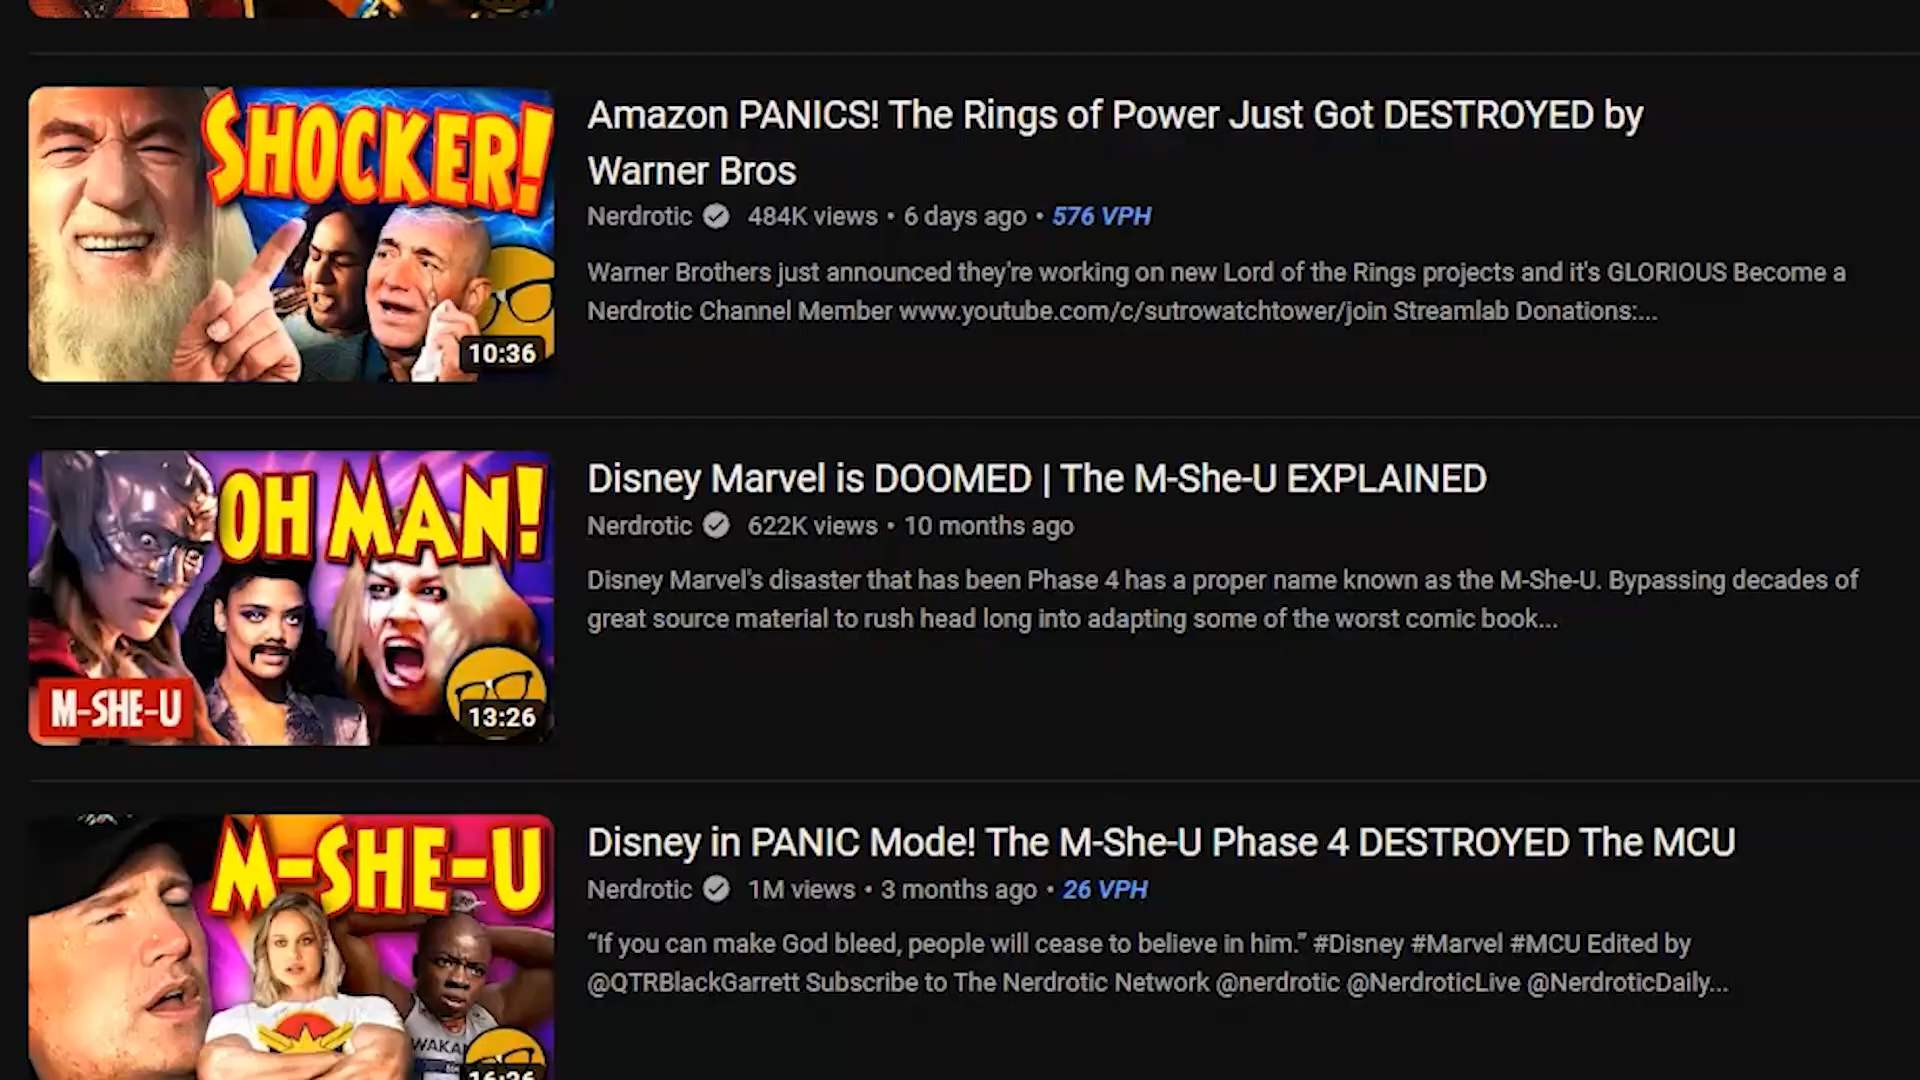 SHOCKER!
10:36
Amazon PANICS! The Rings of Power Just Got DESTROYED by
Warner Bros
Nerdrotic 484K views • 6 days ago • 576 VPH
Warner Brothers just announced they're working on new Lord of the Rings projects and it's GLORIOUS Become a
Nerdrotic Channel Member www.youtube.com/c/sutrowatchtower/join Streamlab Donations:...
OH MAN!
M-SHE-U
13:26
Disney Marvel is DOOMED | The M-She-U EXPLAINED
Nerdrotic 622K views • 10 months ago
Disney Marvel's disaster that has been Phase 4 has a proper name known as the M-She-U. Bypassing decades of
great source material to rush head long into adapting some of the worst comic book...
M-SHE-U
WAKA
16:26
Disney in PANIC Mode! The M-She-U Phase 4 DESTROYED The MCU
Nerdrotic 1M views • 3 months ago • 26 VPH
“If you can make God bleed, people will cease to believe in him.” #Disney #Marvel #MCU Edited by
@QTRBlackGarrett Subscribe to The Nerdrotic Network @nerdrotic @NerdroticLive @NerdroticDaily...